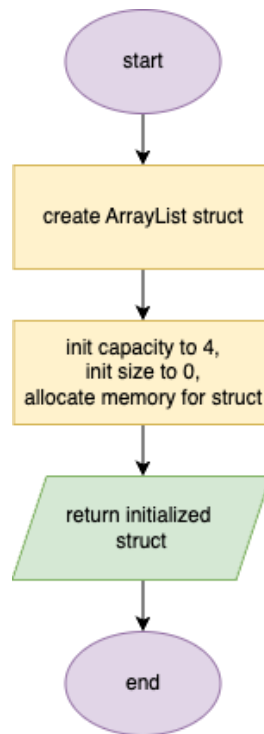 start
create ArrayList struct
init capacity to 4,
init size to 0,
allocate memory for struct
return initialized
struct
end